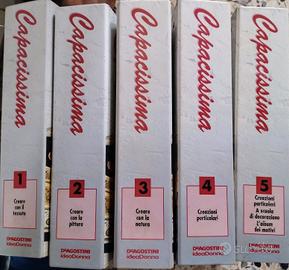 Capacissima
1
Creare
con il
tessuto
DeAGOSTINI
ideaDonna
Capacissima
2
Creare
con la
pittura
DeAGOSTINI
ideaDonna
Capacissima
3
Creare
con la
natura
DeAGOSTINI
ideaDonna
Capacissima
4
Creazioni
particolari
DeAGOSTINI
ideaDonna
Capacissima
5
Creazioni
particolari
A scuola
di decorazione
L'album
dei motivi
DeAGOSTINI
ideaDonna
subito